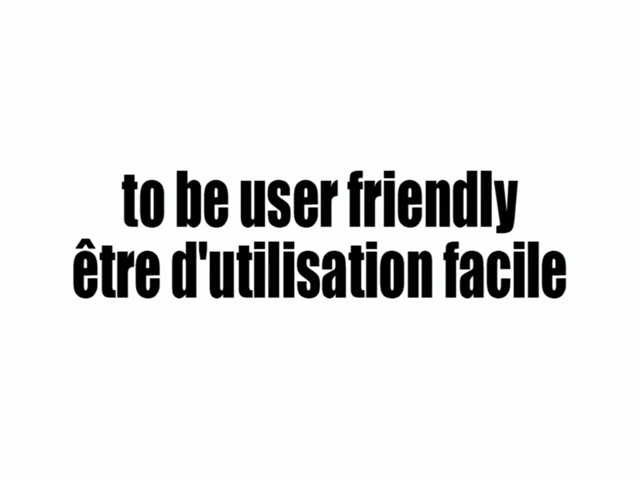 to be user friendly
être d'utilisation facile